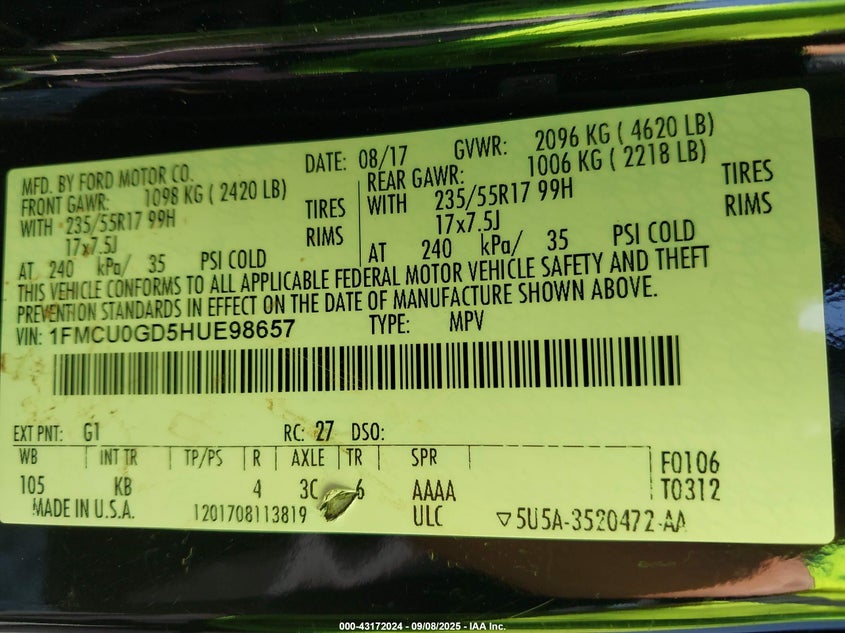 MFD. BY FORD MOTOR CO. DATE: 08/17 GVWR: 2096 KG ( 4620 LB)
FRONT GAWR: 1098 KG ( 2420 LB) REAR GAWR: 1006 KG ( 2218 LB)
WITH 235/55R17 99H TIRES WITH 235/55R17 99H TIRES
17x7.5J RIMS 17x7.5J RIMS
AT 240 kPa/ 35 PSI COLD AT 240 kPa/ 35 PSI COLD
THIS VEHICLE CONFORMS TO ALL APPLICABLE FEDERAL MOTOR VEHICLE SAFETY AND THEFT
PREVENTION STANDARDS IN EFFECT ON THE DATE OF MANUFACTURE SHOWN ABOVE.
VIN: 1FMCU0GD5HUE98657 TYPE: MPV
EXT PNT: G1 RC: 27 DSO:
WB INT TR TP/PS R AXLE TR SPR F0106
105 KB 4 3C 6 AAAA T0312
MADE IN U.S.A. 1201708113819 ULC ▽5U5A-3520472-AA
000-43172024 - 09/08/2025 - IAA Inc.